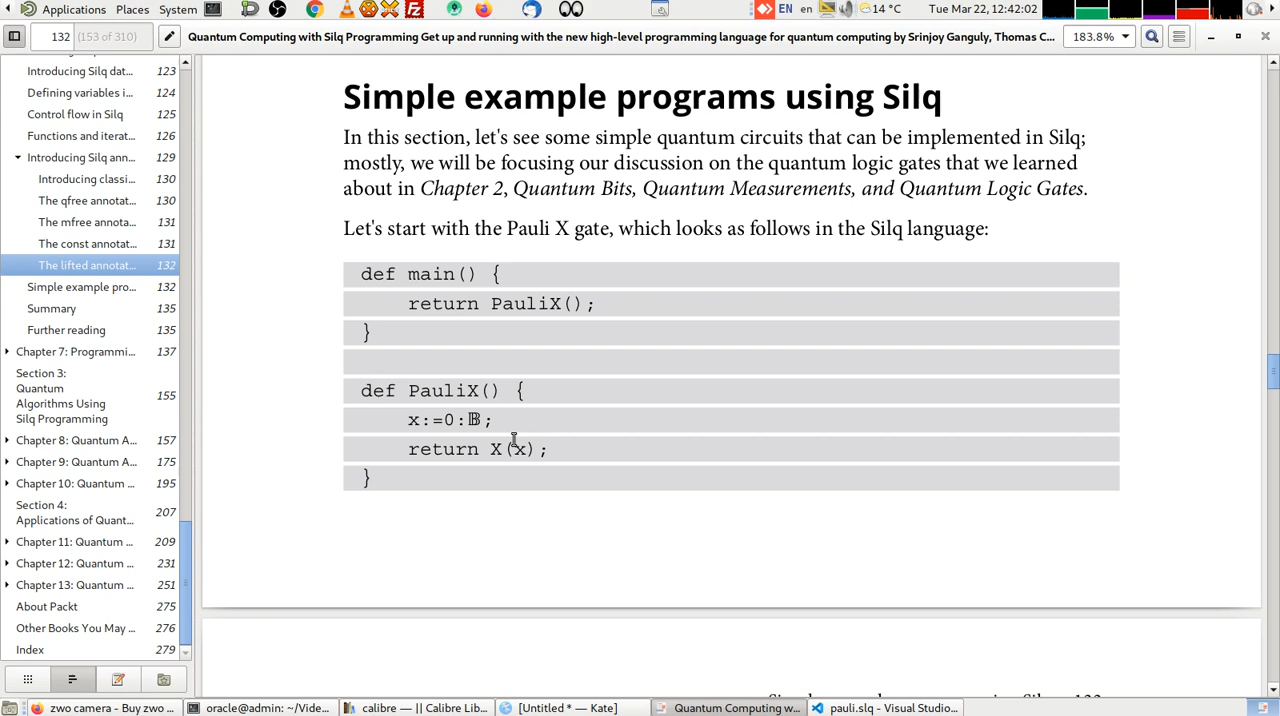 Applications Places System EN en 14 °C Tue Mar 22, 12:42:02
132 (153 of 310) Quantum Computing with Silq Programming Get up and running with the new high-level programming language for quantum computing by Srinjoy Ganguly, Thomas C... 183.8%
Introducing Silq dat... 123
Defining variables i... 124
Control flow in Silq 125
Functions and iterat... 126
Introducing Silq ann... 129
Introducing classi... 130
The qfree annotat... 130
The mfree annota... 131
The const annotat... 131
The lifted annotat... 132
Simple example pro... 132
Summary 135
Further reading 135
Chapter 7: Programmi... 137
Section 3:
Quantum
Algorithms Using
Silq Programming 155
Chapter 8: Quantum A... 157
Chapter 9: Quantum A... 175
Chapter 10: Quantum ... 195
Section 4:
Applications of Quant... 207
Chapter 11: Quantum ... 209
Chapter 12: Quantum ... 231
Chapter 13: Quantum ... 251
About Packt 275
Other Books You May ... 276
Index 279
Simple example programs using Silq
In this section, let's see some simple quantum circuits that can be implemented in Silq;
mostly, we will be focusing our discussion on the quantum logic gates that we learned
about in Chapter 2, Quantum Bits, Quantum Measurements, and Quantum Logic Gates.
Let's start with the Pauli X gate, which looks as follows in the Silq language:
def main() {
return PauliX();
}
def PauliX() {
x:=0:𝔹;
return X(x);
}
zwo camera - Buy zwo ... oracle@admin: ~/Vide... calibre — || Calibre Lib... [Untitled * — Kate] Quantum Computing w... pauli.slq - Visual Studio...